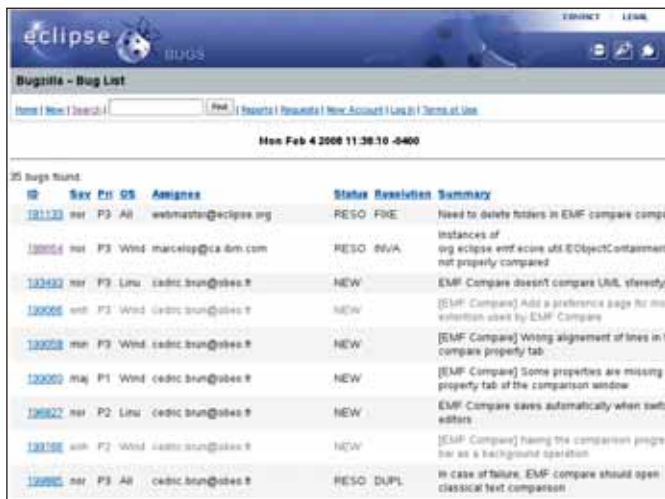 CONTACT | LEGAL
eclipse
BUGS
Bugzilla - Bug List
Home | New | Search | Find | Reports | Requests | New Account | Log In | Terms of Use
Mon Feb 4 2008 11:38:10 -0400
35 bugs found.
ID Sev Pri OS Assignee Status Resolution Summary
nor P3 All webmaster@eclipse.org RESO FIXE Need to delete folders in EMF compare
Instances of
nor P3 Wind marcelop@ca.ibm.com RESO INVA org.eclipse.emf.ecore.util.EObjectContainment
not properly compared
nor P3 Linu cedric.brun@obeo.fr NEW EMF Compare doesn't compare UML
enh P3 Wind cedric.brun@obeo.fr NEW [EMF Compare] Add a preference page for
used by EMF Compare
min P3 Wind cedric.brun@obeo.fr NEW [EMF Compare] Wrong alignement of lines in
compare property tab
maj P1 Wind cedric.brun@obeo.fr NEW [EMF Compare] Some properties are missing
property tab of the comparison window
nor P2 Linu cedric.brun@obeo.fr NEW EMF Compare saves automatically when
editors
enh P2 Wind cedric.brun@obeo.fr NEW [EMF Compare] having the comparison
bar as a background operation
nor P3 All cedric.brun@obeo.fr RESO DUPL In case of failure, EMF compare should open
classical text comparison